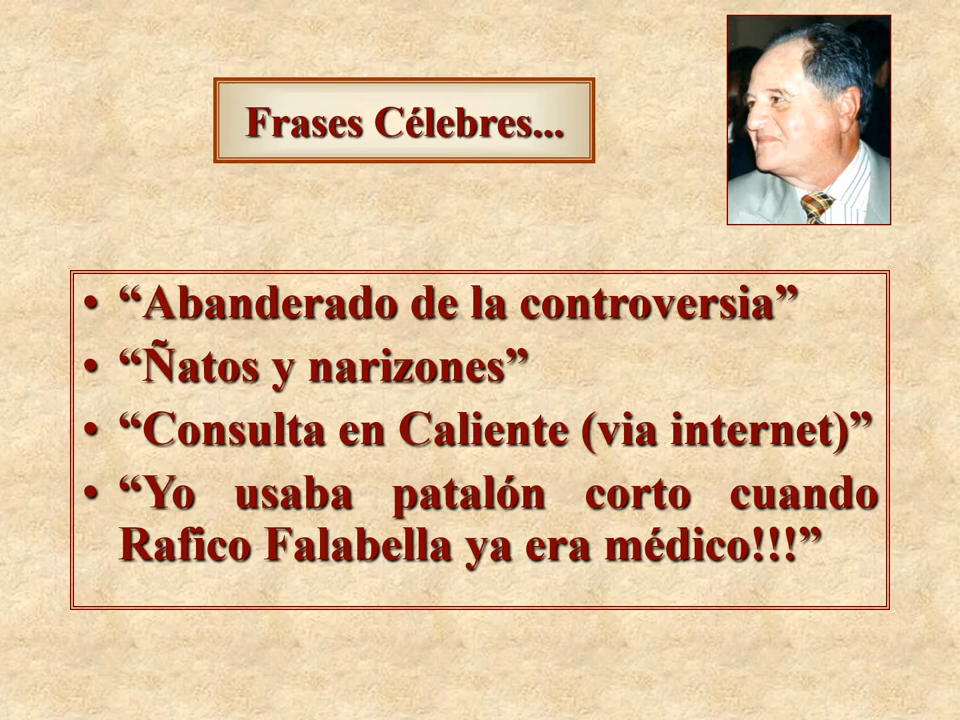 Frases Célebres...
• “Abanderado de la controversia”
• “Ñatos y narizones”
• “Consulta en Caliente (via internet)”
• “Yo usaba patalón corto cuando
Rafico Falabella ya era médico!!!”